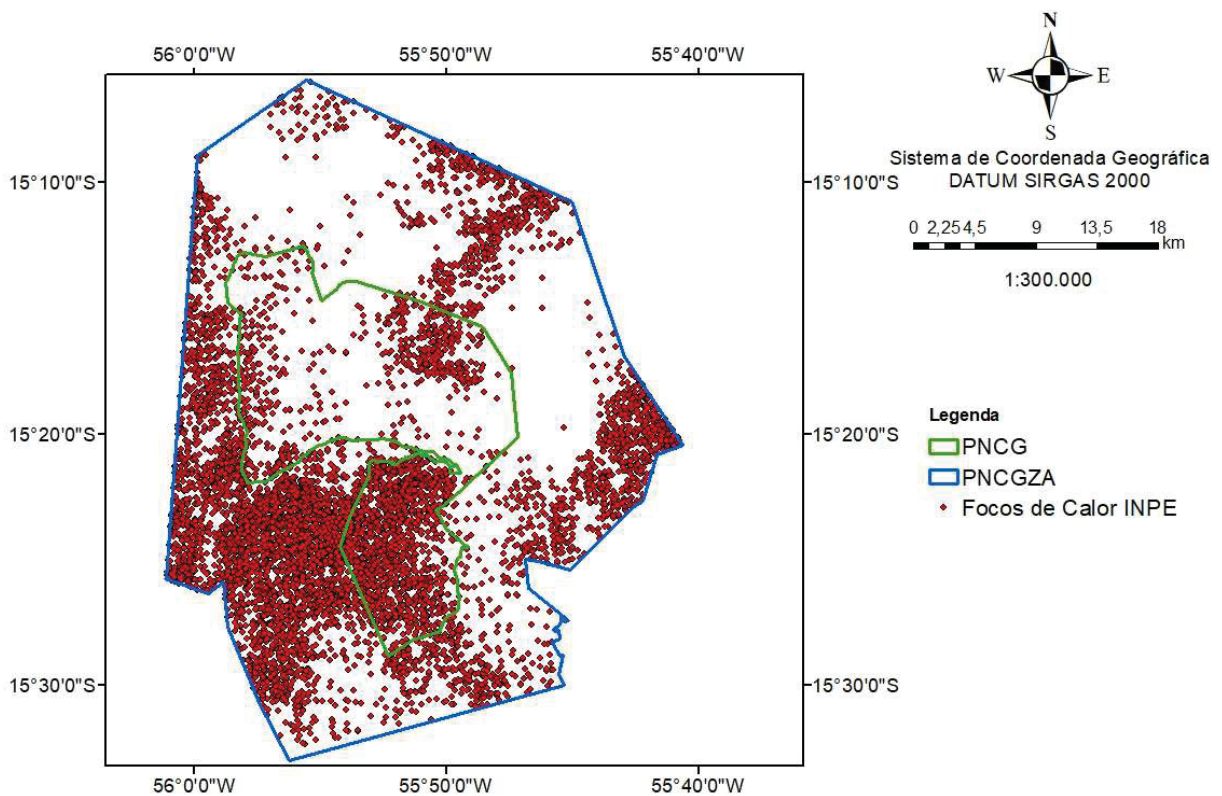 56°0'0"W 55°50'0"W 55°40'0"W
N
W E
S
Sistema de Coordenada Geográfica
DATUM SIRGAS 2000
15°10'0"S 15°10'0"S
0 2,25 4,5 9 13,5 18
km
1:300.000
Legenda
15°20'0"S 15°20'0"S
PNCG
PNCGZA
Focos de Calor INPE
15°30'0"S 15°30'0"S
56°0'0"W 55°50'0"W 55°40'0"W